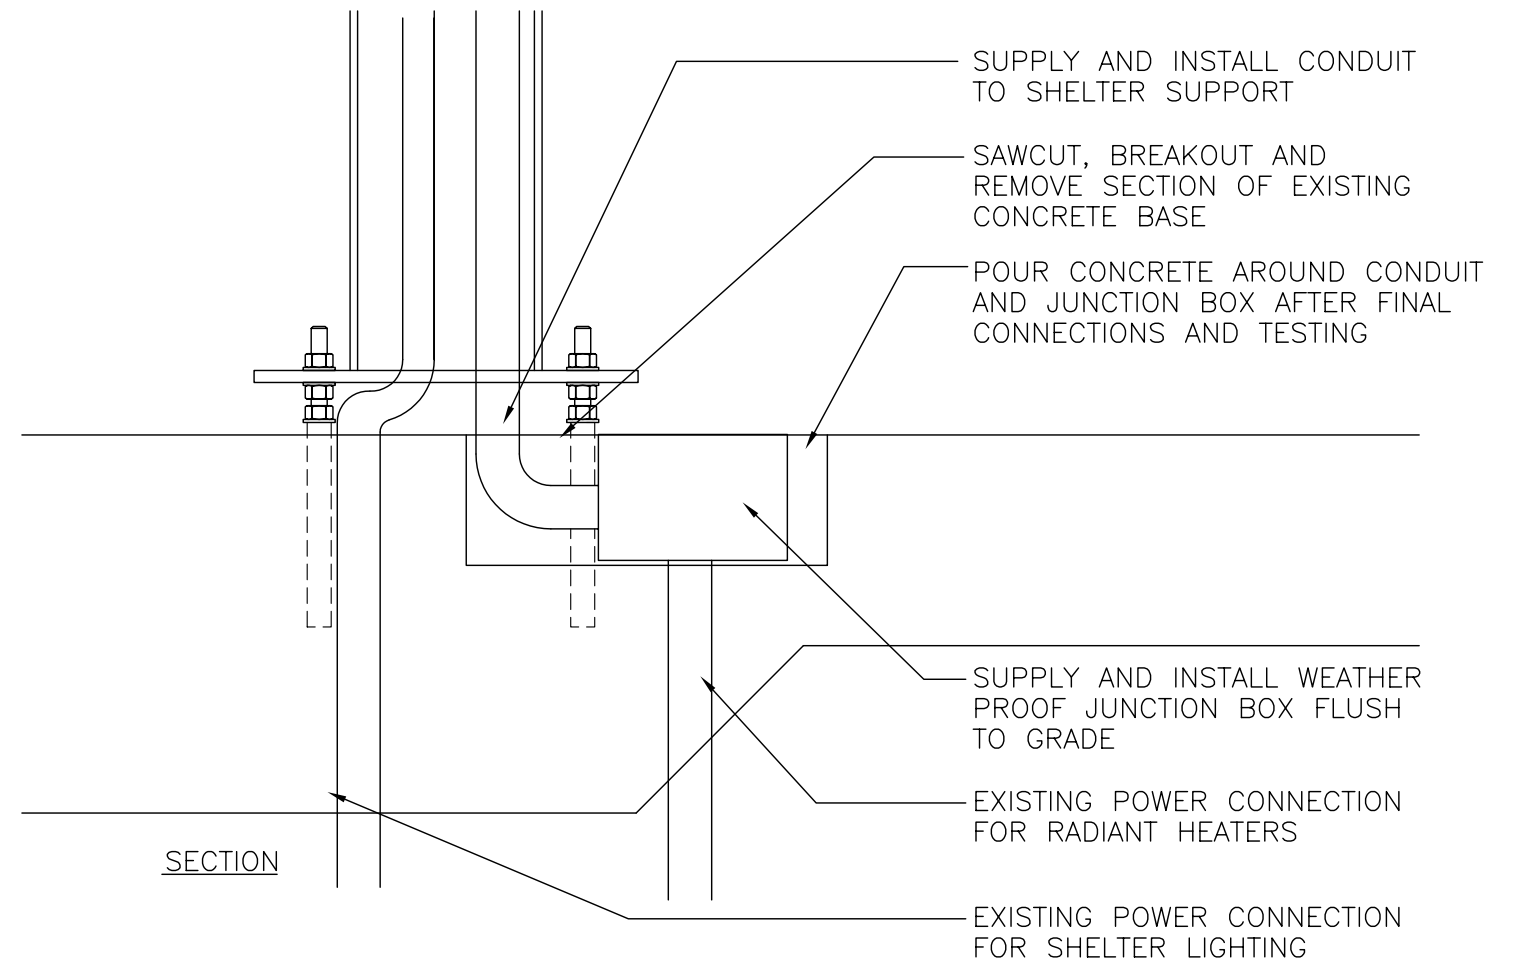 SUPPLY AND INSTALL CONDUIT
TO SHELTER SUPPORT
SAWCUT, BREAKOUT AND
REMOVE SECTION OF EXISTING
CONCRETE BASE
POUR CONCRETE AROUND CONDUIT
AND JUNCTION BOX AFTER FINAL
CONNECTIONS AND TESTING
SUPPLY AND INSTALL WEATHER
PROOF JUNCTION BOX FLUSH
TO GRADE
EXISTING POWER CONNECTION
FOR RADIANT HEATERS
SECTION
EXISTING POWER CONNECTION
FOR SHELTER LIGHTING